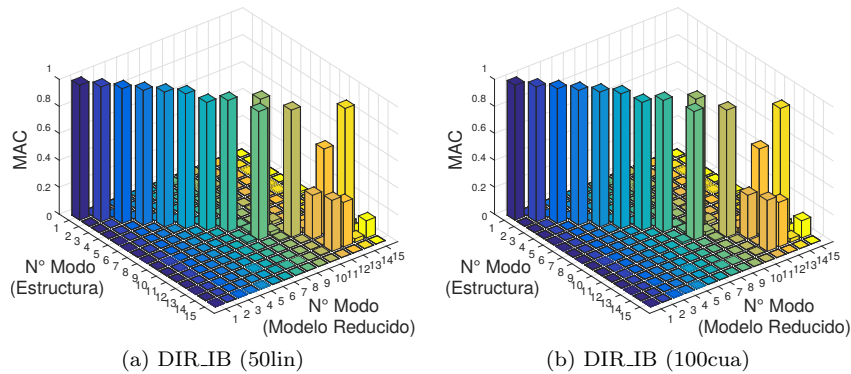 1
0.8
0.6
0.4
0.2
0
MAC
1 2 3 4 5 6 7 8 9 10 11 12 13 14 15
N° Modo
(Estructura)
1 2 3 4 5 6 7 8 9 10 11 12 13 14 15
N° Modo
(Modelo Reducido)
(a) DIR_IB (50lin)
1
0.8
0.6
0.4
0.2
0
MAC
1 2 3 4 5 6 7 8 9 10 11 12 13 14 15
N° Modo
(Estructura)
1 2 3 4 5 6 7 8 9 10 11 12 13 14 15
N° Modo
(Modelo Reducido)
(b) DIR_IB (100cua)